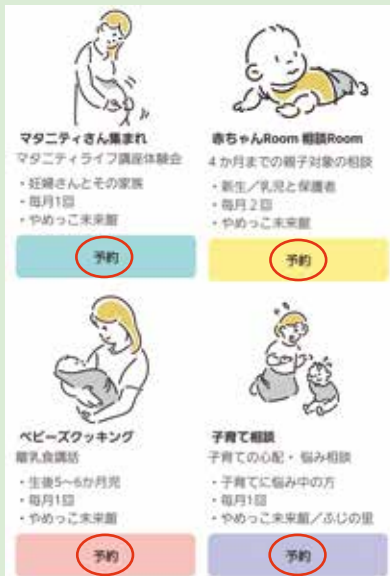 マタニティさん集まれ
マタニティライフ講座体験会
・妊婦さんとその家族
・毎月1回
・やめっこ未来館
予約
赤ちゃんRoom 相談Room
4か月までの親子対象の相談
・新生／乳児と保護者
・毎月2回
・やめっこ未来館
予約
ベビーズクッキング
離乳食講話
・生後5〜6か月児
・毎月1回
・やめっこ未来館
予約
子育て相談
子育ての心配・悩み相談
・子育てに悩み中の方
・毎月1回
・やめっこ未来館／ふじの里
予約